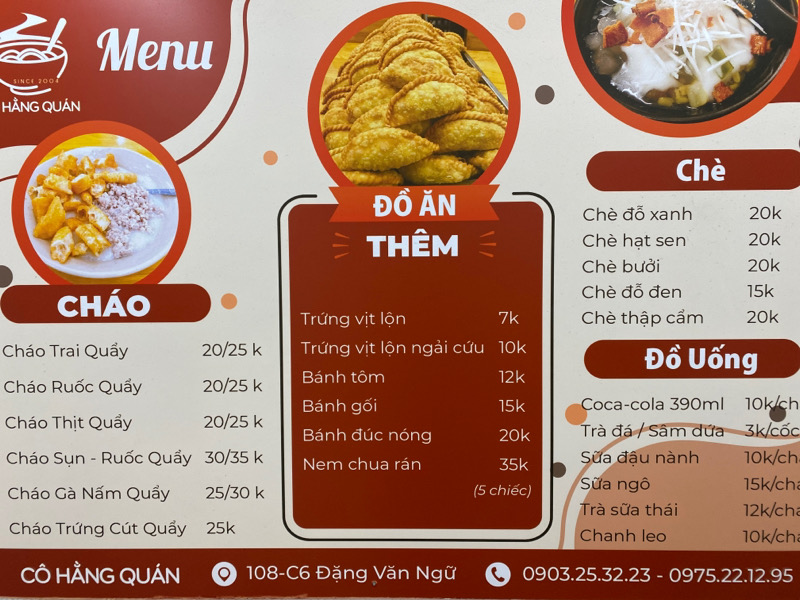 Menu
SINCE 2004
HẰNG QUÁN
CHÁO
Cháo Trai Quẩy 20/25 k
Cháo Ruốc Quẩy 20/25 k
Cháo Thịt Quẩy 20/25 k
Cháo Sụn - Ruốc Quẩy 30/35 k
Cháo Gà Nấm Quẩy 25/30 k
Cháo Trứng Cút Quẩy 25k
ĐỒ ĂN
THÊM
Trứng vịt lộn 7k
Trứng vịt lộn ngải cứu 10k
Bánh tôm 12k
Bánh gối 15k
Bánh đúc nóng 20k
Nem chua rán 35k
(5 chiếc)
Chè
Chè đỗ xanh 20k
Chè hạt sen 20k
Chè bưởi 20k
Chè đỗ đen 15k
Chè thập cẩm 20k
Đồ Uống
Coca-cola 390ml 10k/cha
Trà đá / Sâm dứa 3k/cốc
Sữa đậu nành 10k/cha
Sữa ngô 15k/cha
Trà sữa thái 12k/cha
Chanh leo 10k/cha
CÔ HẰNG QUÁN 108-C6 Đặng Văn Ngữ 0903.25.32.23 - 0975.22.12.95